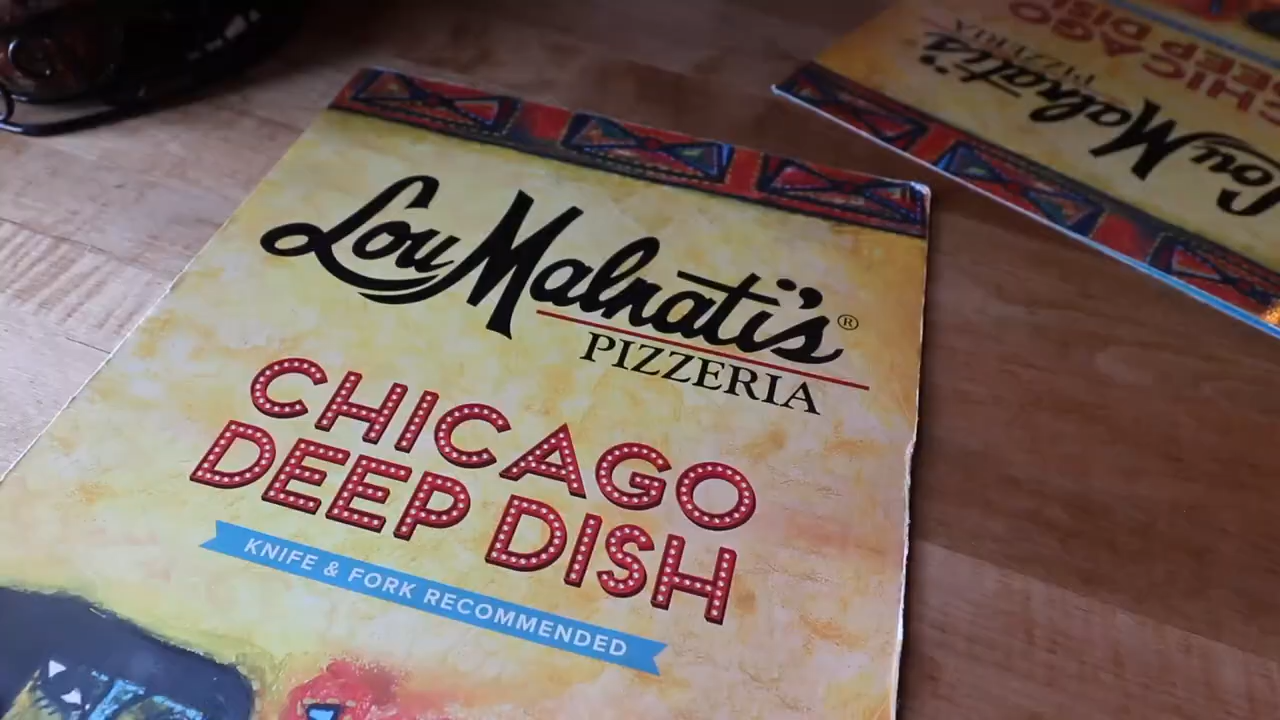 Lou Malnati's®
PIZZERIA
CHICAGO
DEEP DISH
KNIFE & FORK RECOMMENDED
Lou Malnati's
PIZZERIA
CHICAGO
DEEP DISH